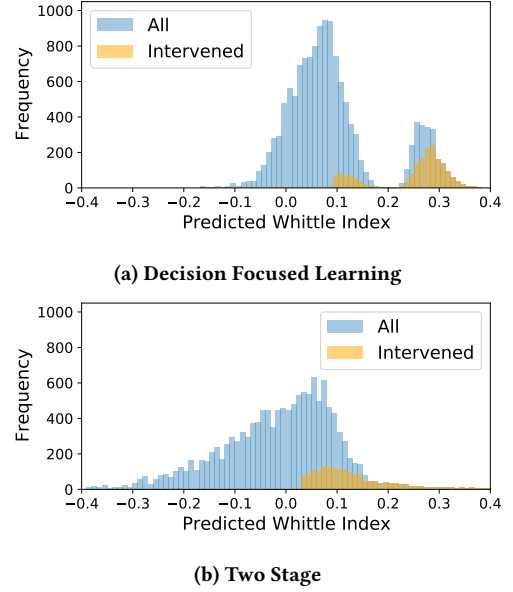 1000
800
600
400
200
0
All
Intervened
Frequency
−0.4 −0.3 −0.2 −0.1 0.0 0.1 0.2 0.3 0.4
Predicted Whittle Index
(a) Decision Focused Learning
1000
800
600
400
200
0
All
Intervened
Frequency
−0.4 −0.3 −0.2 −0.1 0.0 0.1 0.2 0.3 0.4
Predicted Whittle Index
(b) Two Stage